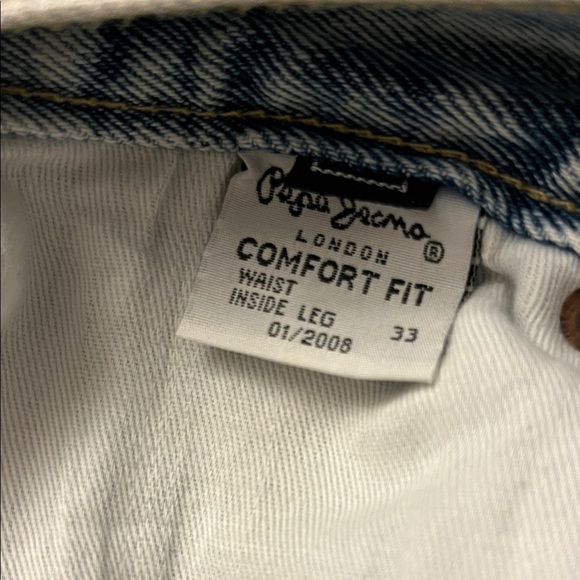 Pepe Jeans
LONDON ®
COMFORT FIT
WAIST
INSIDE LEG 33
01/2008